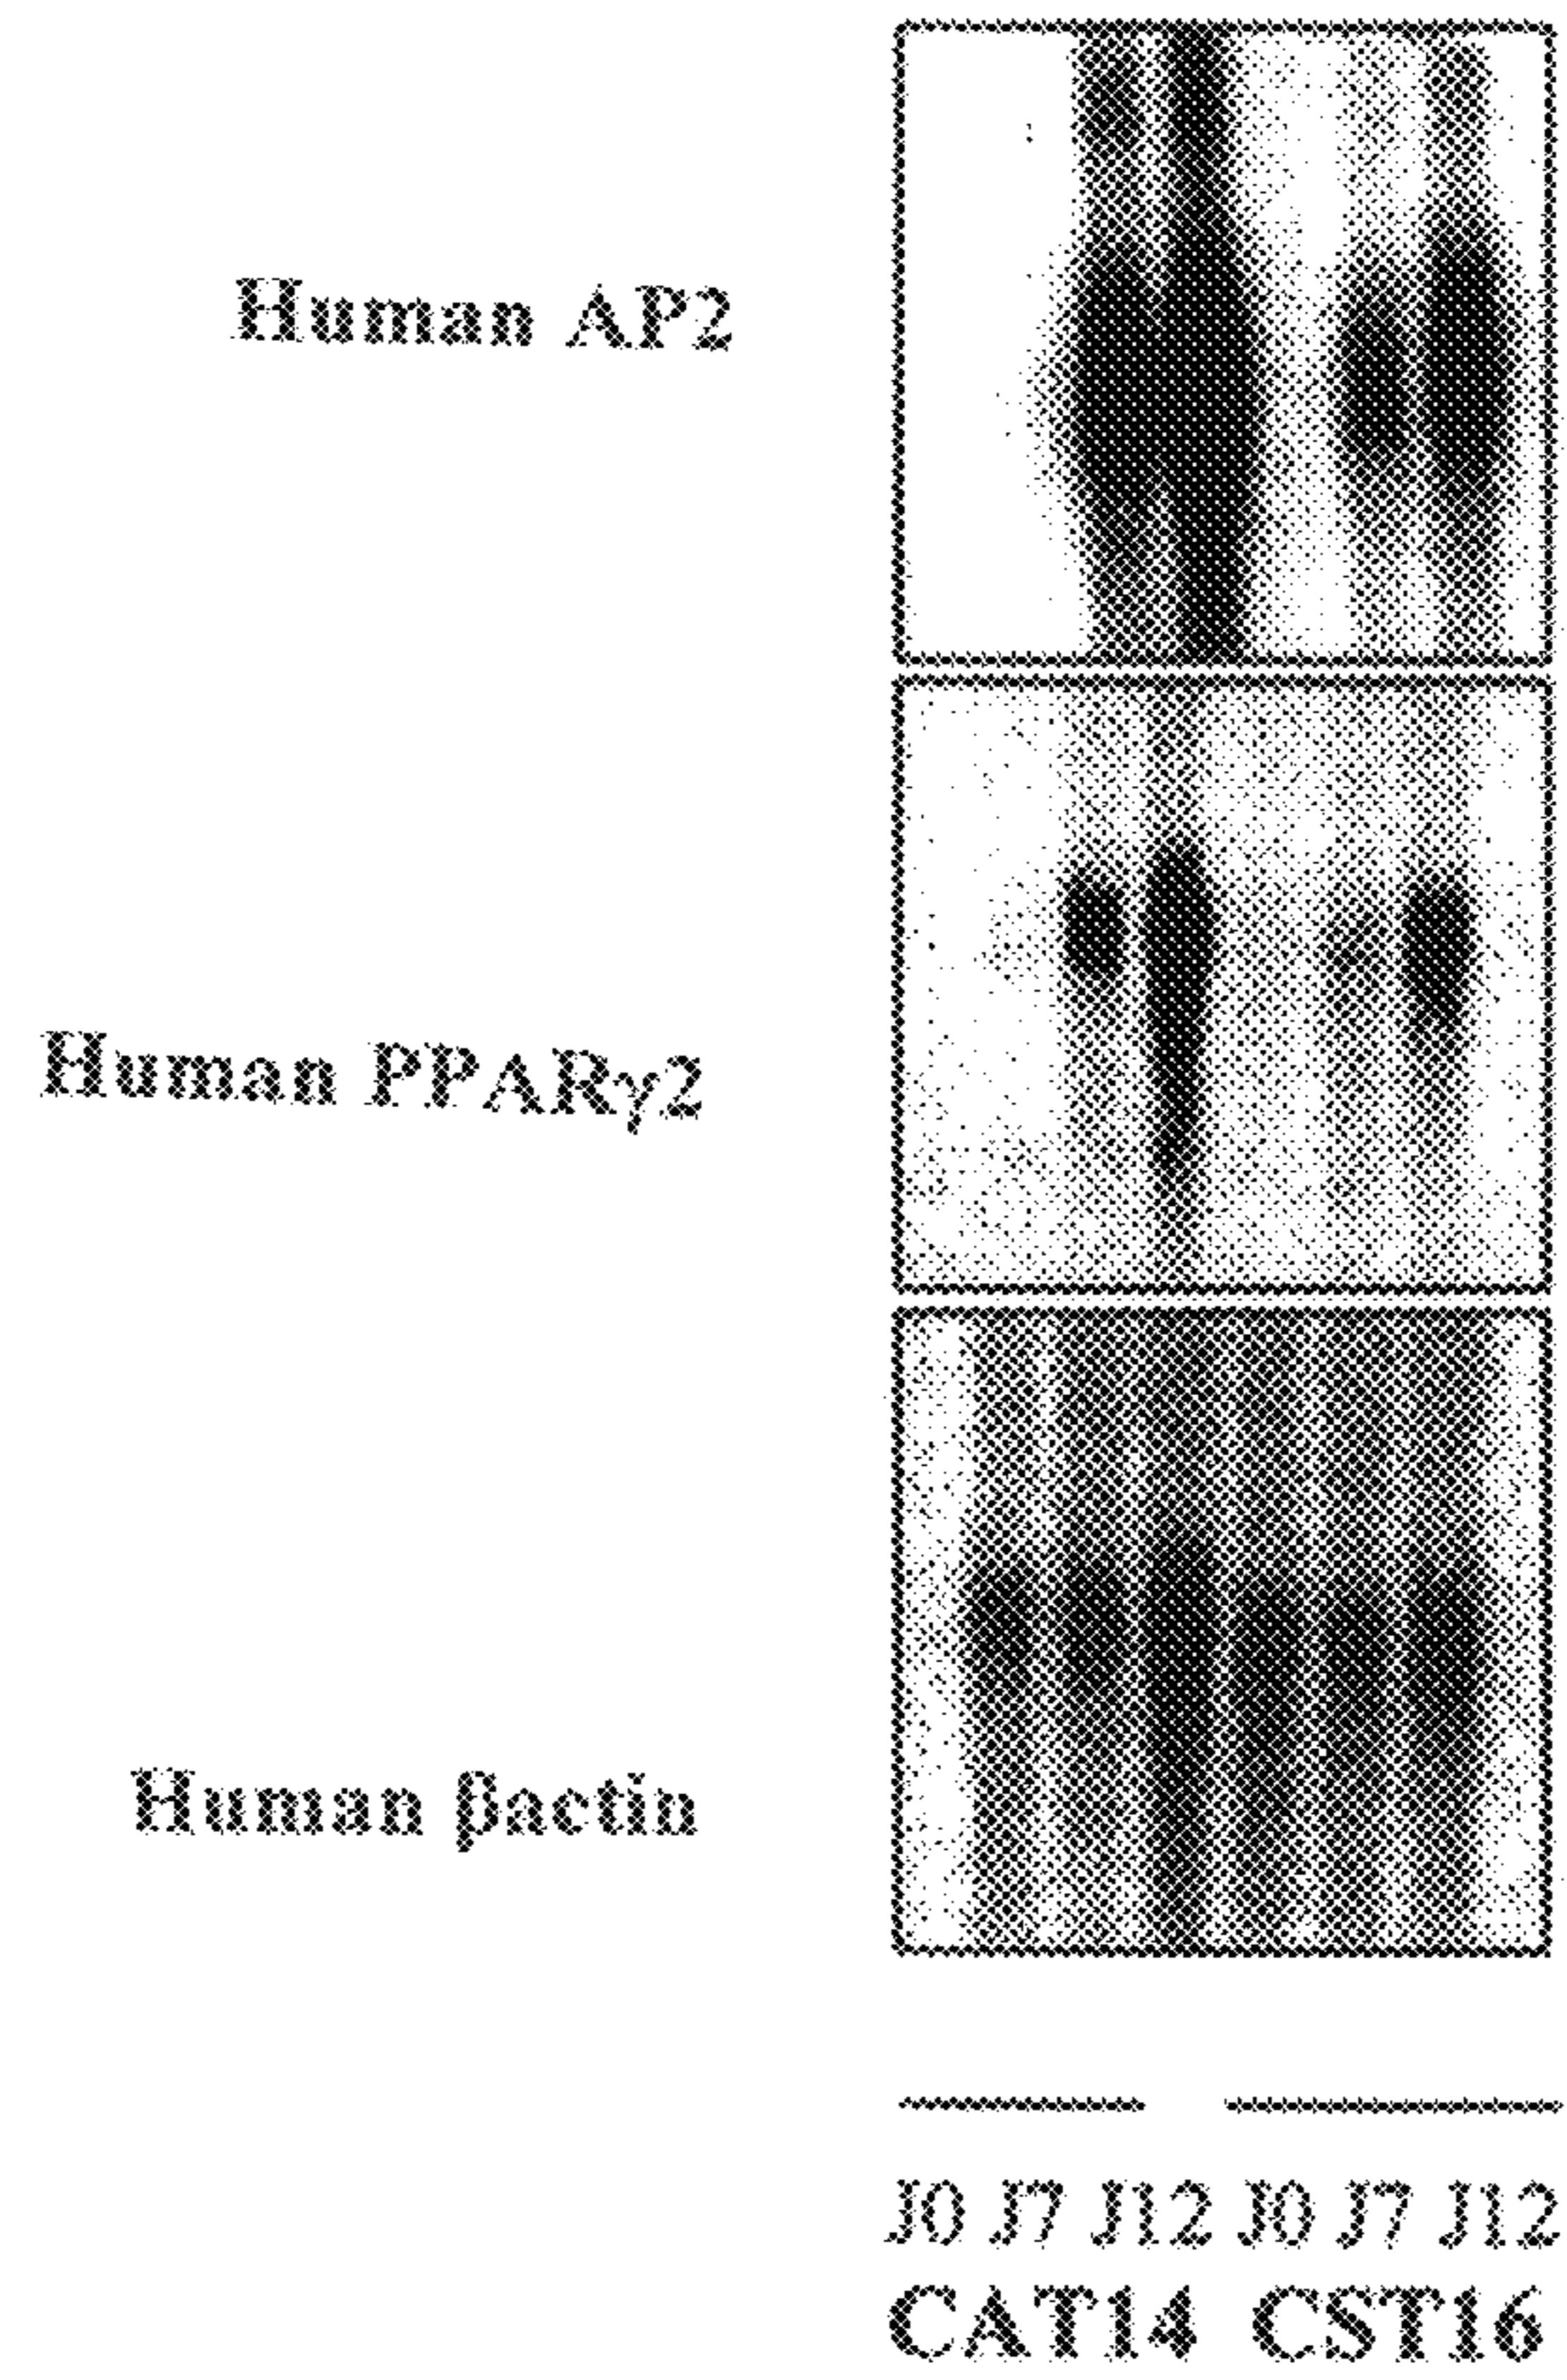 Human AP2
Human PPARγ2
Human βactin
J0 J7 J12 J0 J7 J12
CAT14 CST16